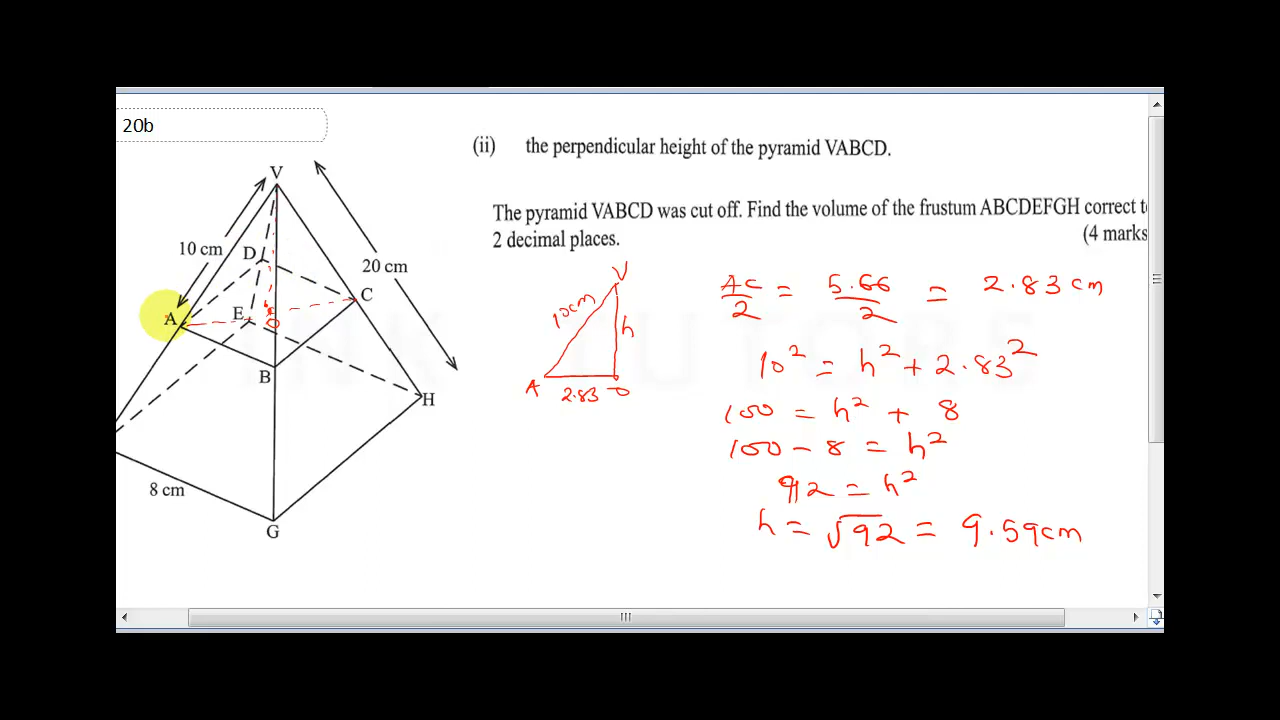 20b
(ii) the perpendicular height of the pyramid VABCD.
The pyramid VABCD was cut off. Find the volume of the frustum ABCDEFGH correct t
2 decimal places.
(4 marks
V
10 cm
D
20 cm
C
A
E
O
B
H
8 cm
G
V
10cm
h
A
2.83
O
AC/2 = 5.66/2 = 2.83 cm
10² = h² + 2.83²
100 = h² + 8
100 - 8 = h²
92 = h²
h = √92 = 9.59cm